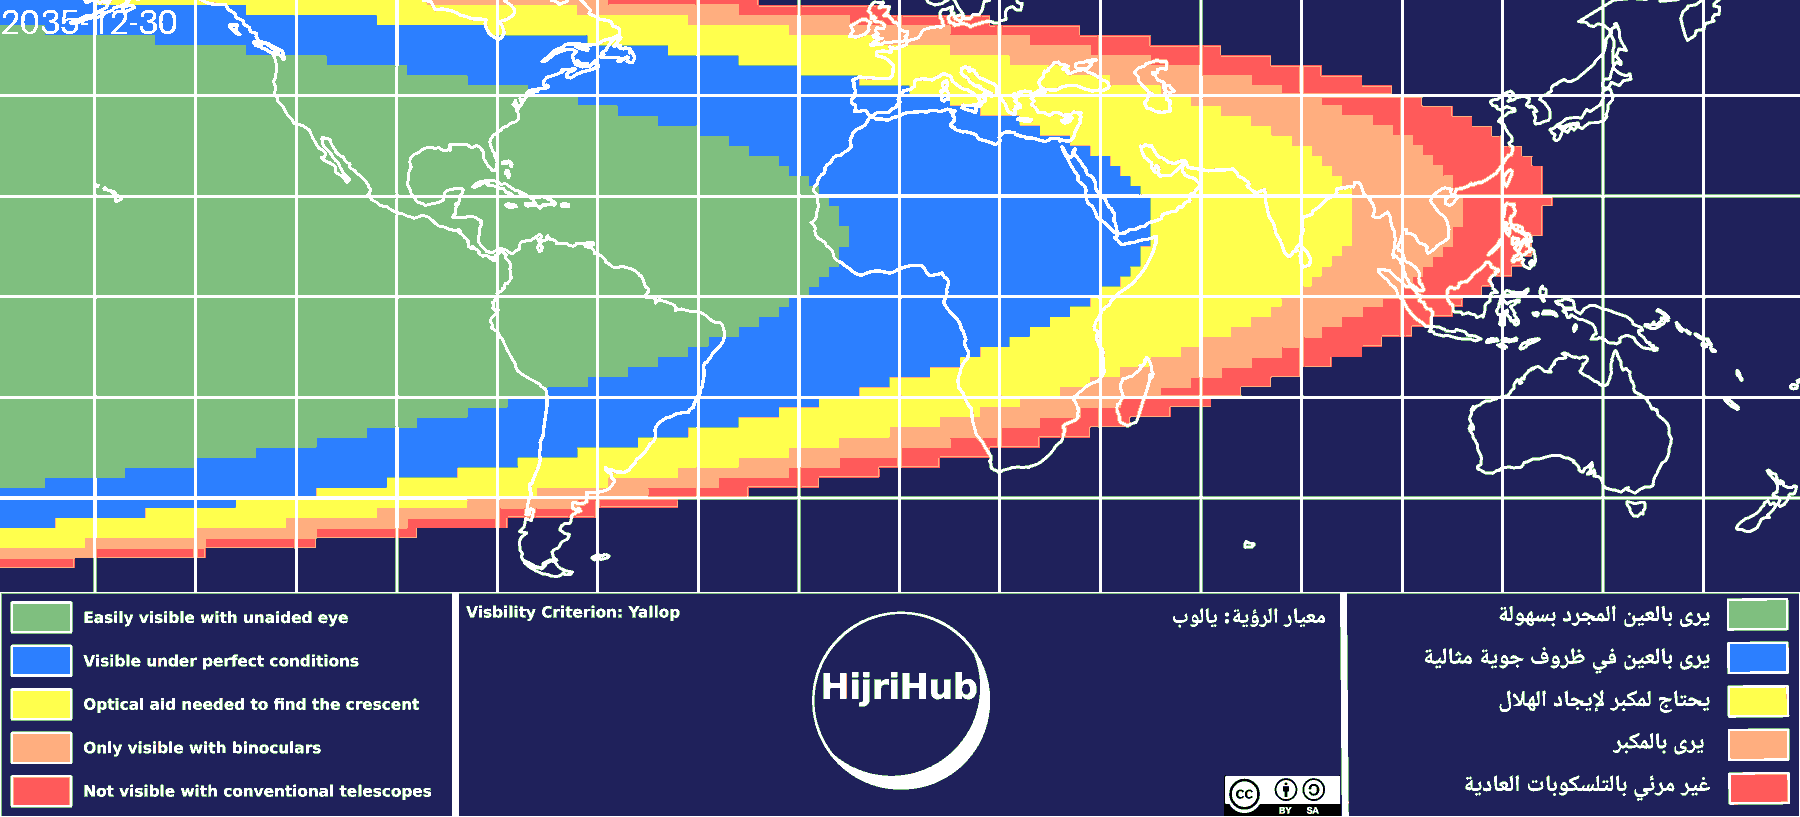 2035-12-30
Easily visible with unaided eye
Visible under perfect conditions
Optical aid needed to find the crescent
Only visible with binoculars
Not visible with conventional telescopes
Visbility Criterion: Yallop
معيار الرؤية: يالوب
HijriHub
cc
BY SA
يرى بالعين المجرد بسهولة
يرى بالعين في ظروف جوية مثالية
يحتاج لمكبر لإيجاد الهلال
يرى بالمكبر
غير مرئي بالتلسكوبات العادية